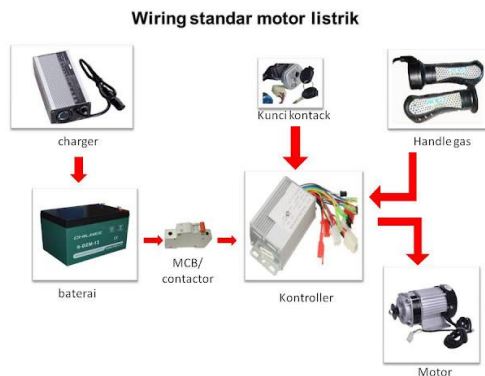 Wiring standar motor listrik
charger
Kunci kontack
Handle gas
baterai
MCB/
contactor
Kontroller
Motor